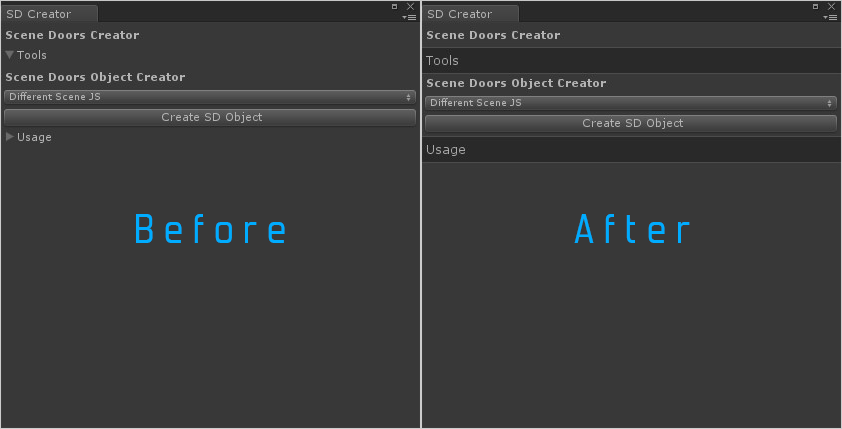 SD Creator
Scene Doors Creator
Tools
Scene Doors Object Creator
Different Scene JS
Create SD Object
Usage
Before
SD Creator
Scene Doors Creator
Tools
Scene Doors Object Creator
Different Scene JS
Create SD Object
Usage
After